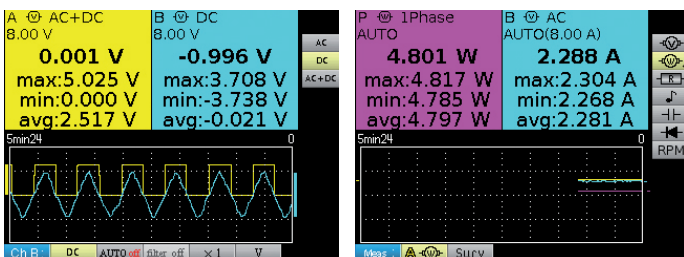 A AC+DC
8.00 V
0.001 V
max:5.025 V
min:0.000 V
avg:2.517 V
B DC
8.00 V
-0.996 V
max:3.708 V
min:-3.738 V
avg:-0.021 V
AC
DC
AC+DC
5min24 0
Ch B: DC AUTO off filter off ×1 V
P 1Phase
AUTO
4.801 W
max:4.817 W
min:4.785 W
avg:4.797 W
B AC
AUTO(8.00 A)
2.288 A
max:2.304 A
min:2.268 A
avg:2.281 A
V
W
R
RPM
5min24 0
Meas: A W Surv